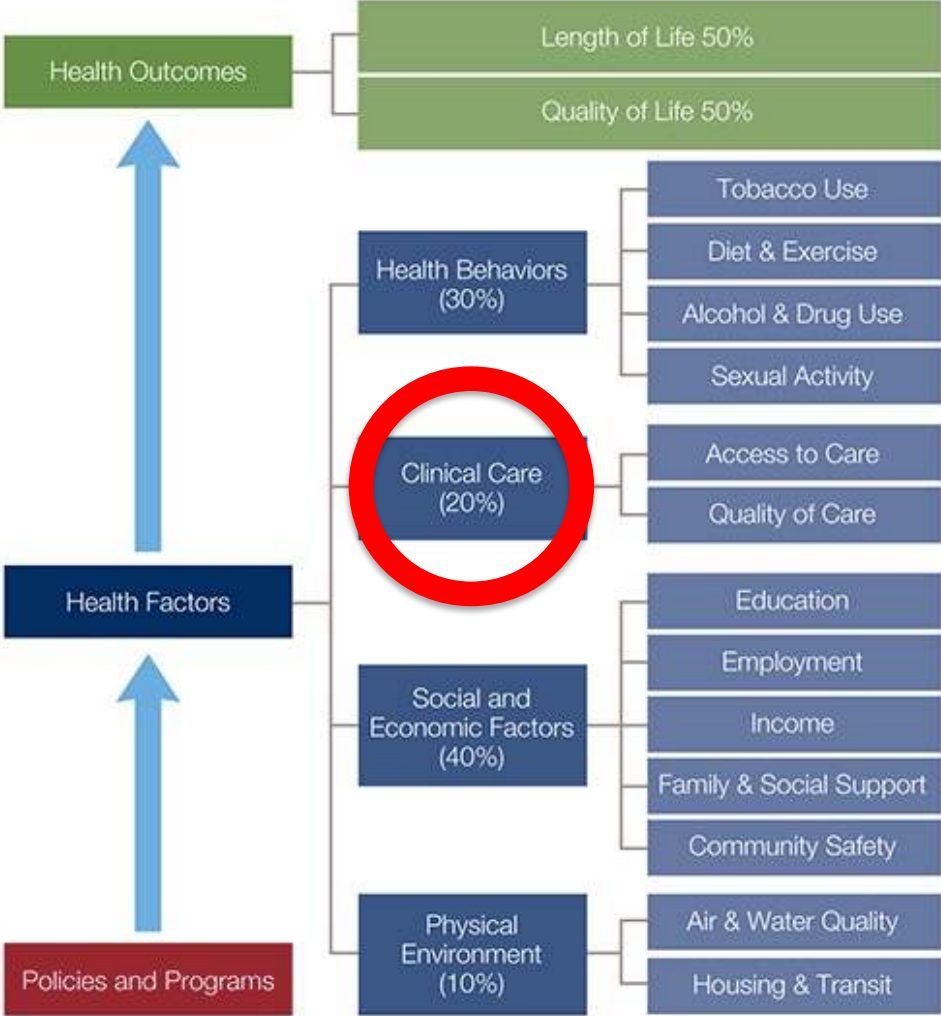 Health Outcomes
Length of Life 50%
Quality of Life 50%
Health Factors
Health Behaviors
(30%)
Tobacco Use
Diet & Exercise
Alcohol & Drug Use
Sexual Activity
Clinical Care
(20%)
Access to Care
Quality of Care
Social and
Economic Factors
(40%)
Education
Employment
Income
Family & Social Support
Community Safety
Physical
Environment
(10%)
Air & Water Quality
Housing & Transit
Policies and Programs